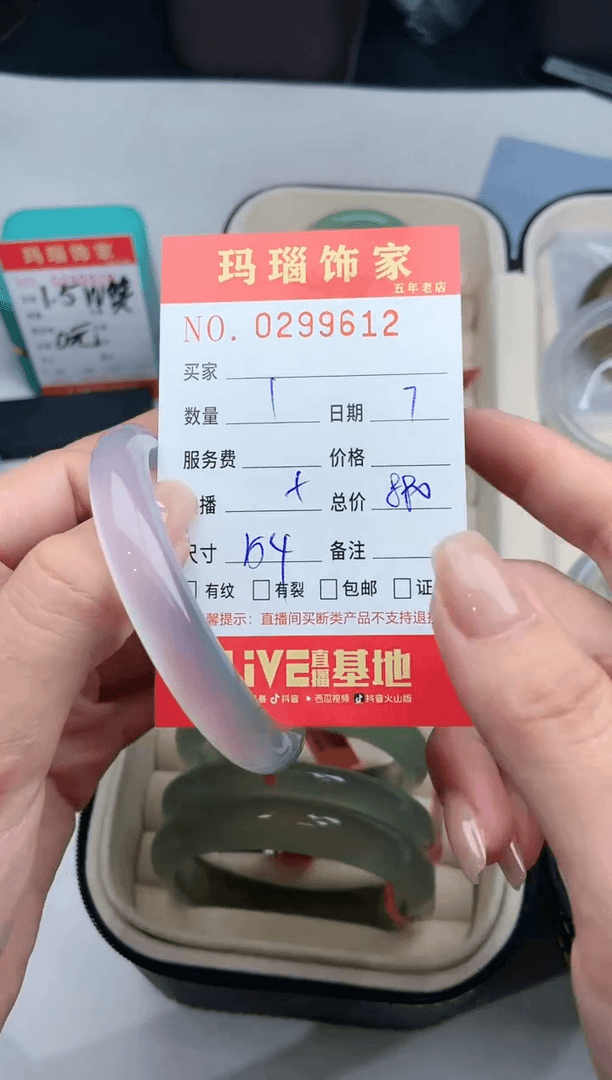 玛瑙饰家
五年老店
NO. 0299612
买家
数量 1 日期 7
服务费 价格
播 总价
尺寸 54 备注
有纹 有裂 包邮 证
馨提示：直播间买断类产品不支持退
LiVE直播基地
抖音 西瓜视频 抖音火山版
玛瑙饰家